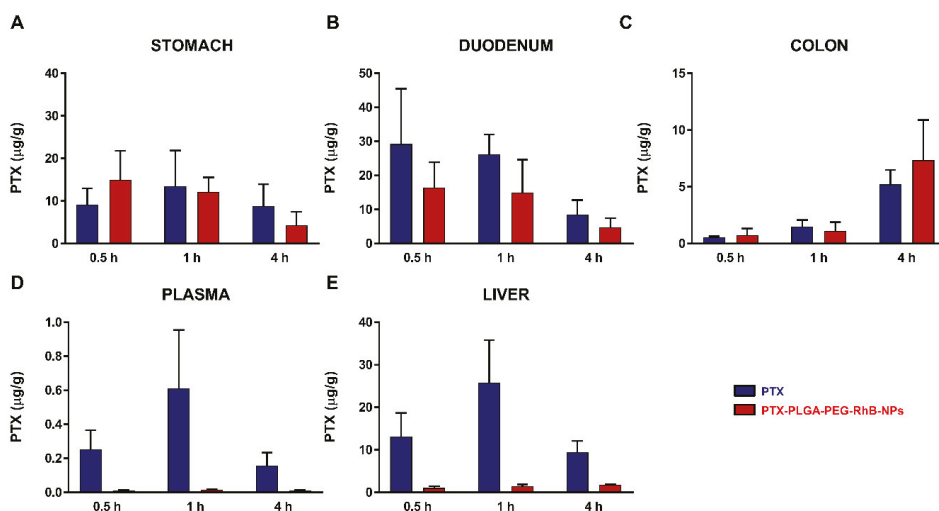 A
STOMACH
PTX (µg/g)
40
30
20
10
0
0.5 h 1 h 4 h
B
DUODENUM
PTX (µg/g)
50
40
30
20
10
0
0.5 h 1 h 4 h
C
COLON
PTX (µg/g)
15
10
5
0
0.5 h 1 h 4 h
D
PLASMA
PTX (µg/g)
1.0
0.8
0.6
0.4
0.2
0.0
0.5 h 1 h 4 h
E
LIVER
PTX (µg/g)
40
30
20
10
0
0.5 h 1 h 4 h
PTX
PTX-PLGA-PEG-RhB-NPs